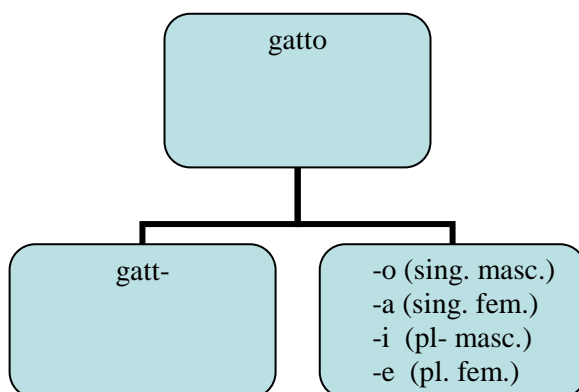 gatto
gatt-
-o (sing. masc.)
-a (sing. fem.)
-i (pl- masc.)
-e (pl. fem.)